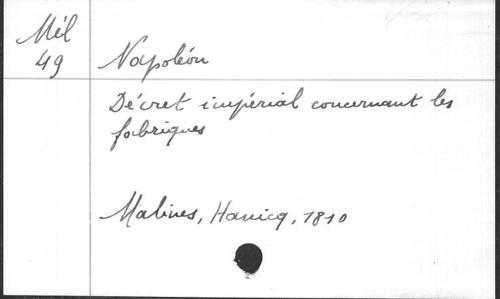 Mél
49
Napoléon
Décret impérial concernant les
fabriques
Malines, Hanicq, 1810